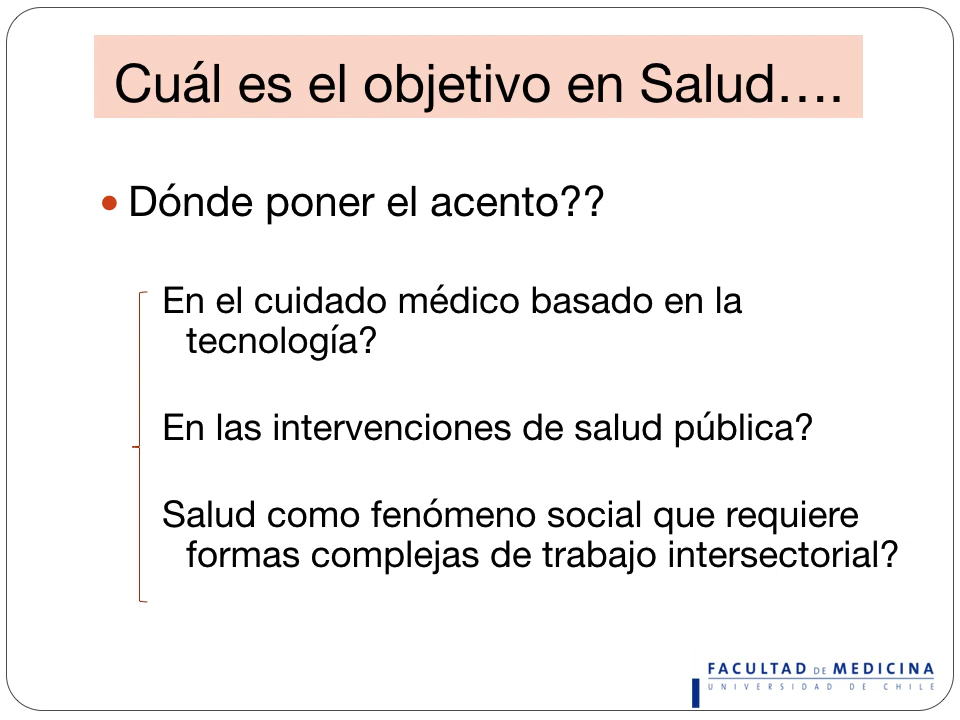 Cuál es el objetivo en Salud….
Dónde poner el acento??
En el cuidado médico basado en la
tecnología?
En las intervenciones de salud pública?
Salud como fenómeno social que requiere
formas complejas de trabajo intersectorial?
FACULTAD DE MEDICINA
UNIVERSIDAD DE CHILE